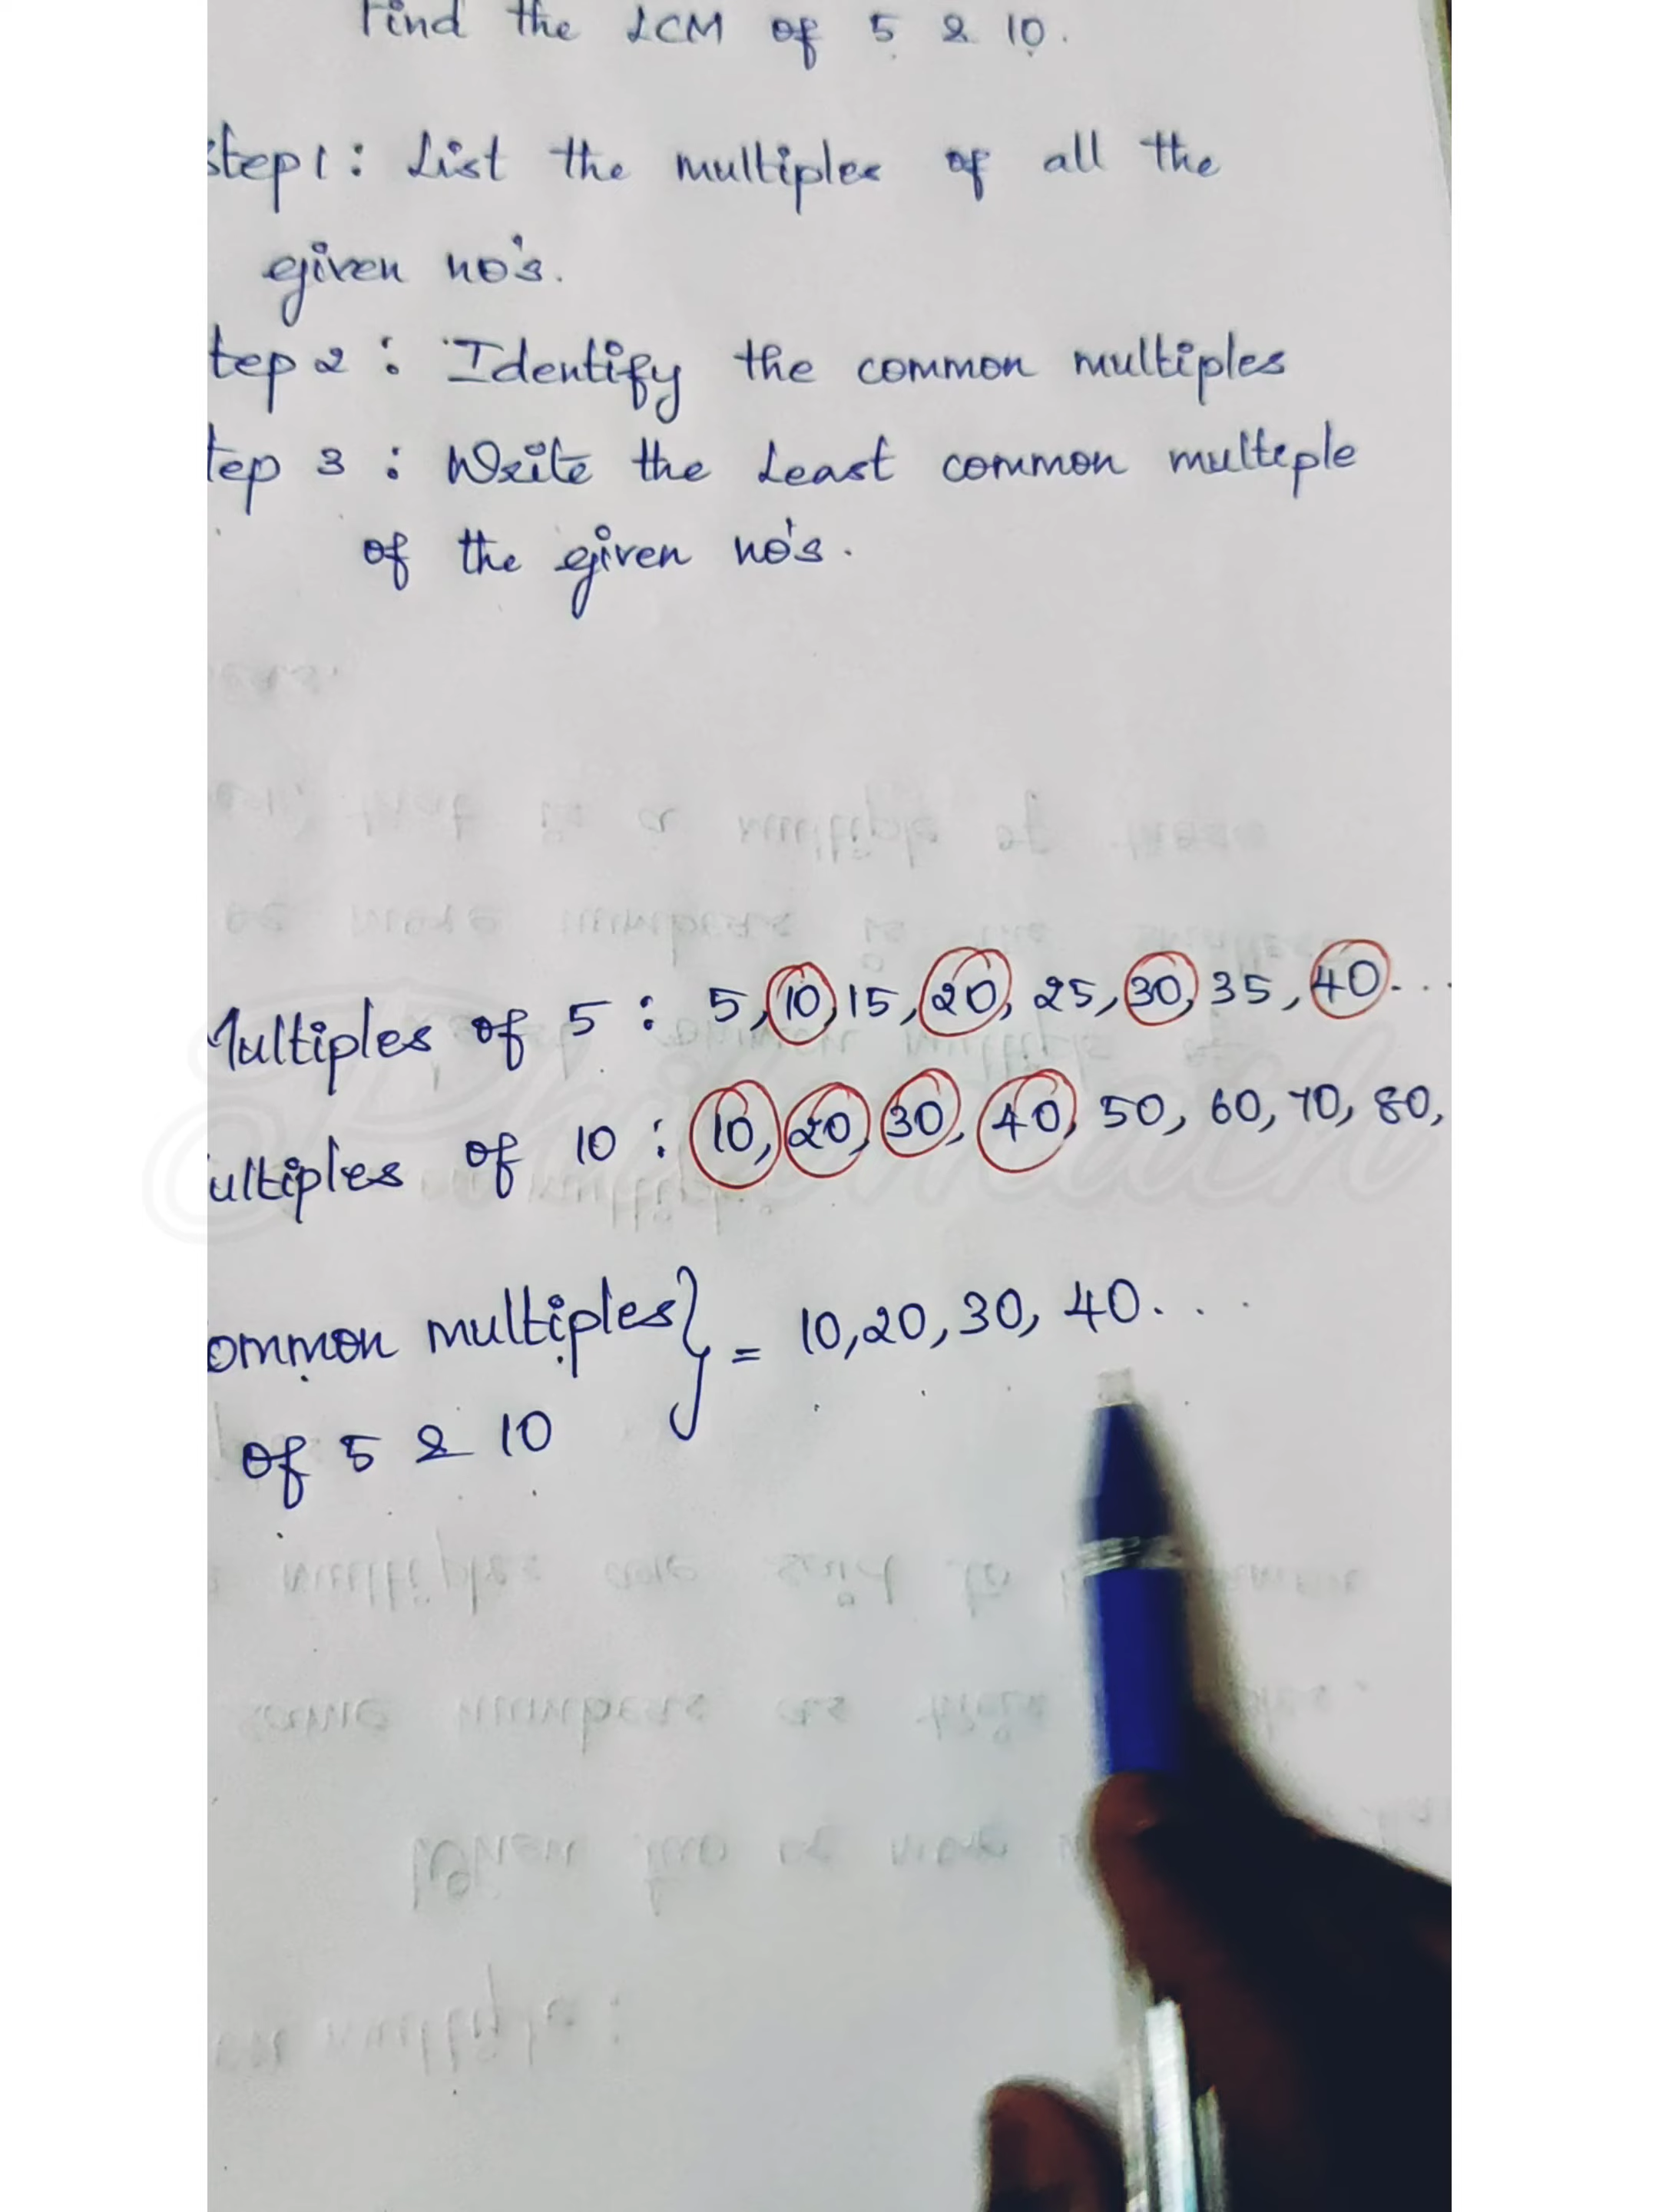 Find the LCM of 5 & 10.
Step 1 : List the multiples of all the
given no's.
tep 2 : Identify the common multiples
tep 3 : Write the Least common multiple
of the given no's.
Multiples of 5 : 5, 10, 15, 20, 25, 30, 35, 40...
ultiples of 10 : 10, 20, 30, 40, 50, 60, 70, 80,
ommon multiples } = 10, 20, 30, 40....
of 5 & 10
Philomath